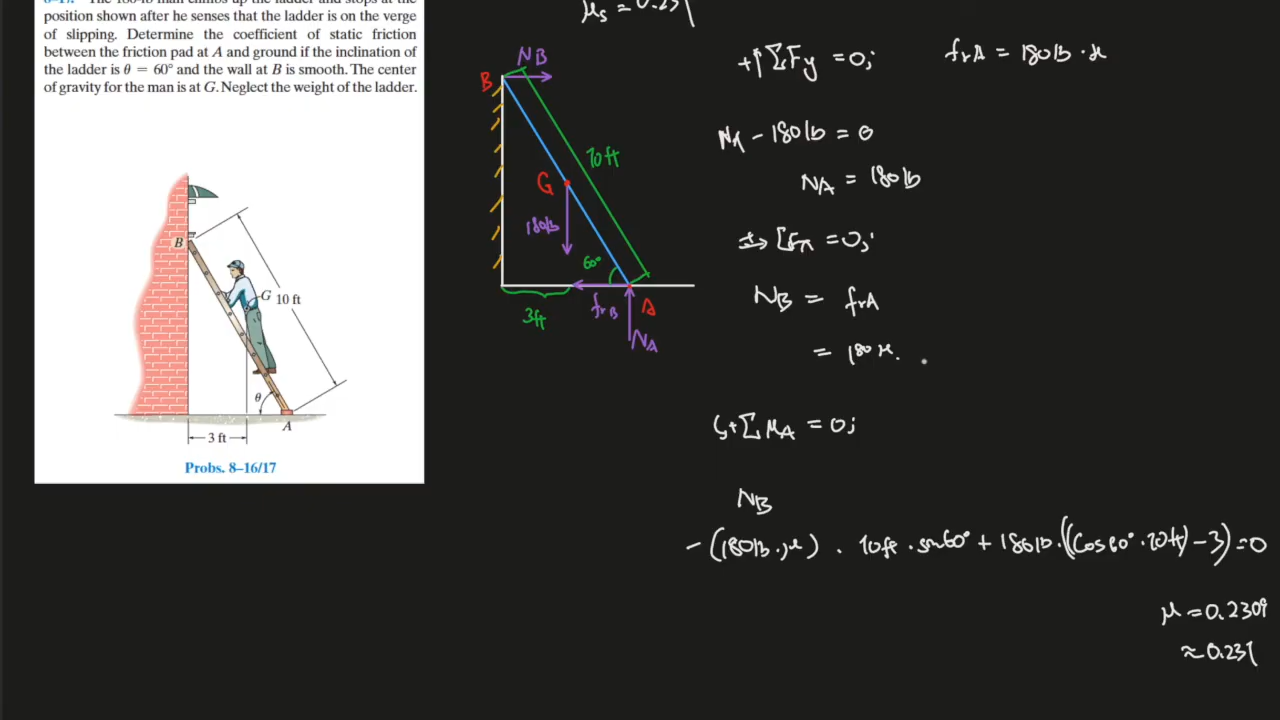 8–17. The 180-lb man climbs up the ladder and stops at the
position shown after he senses that the ladder is on the verge
of slipping. Determine the coefficient of static friction
between the friction pad at A and ground if the inclination of
the ladder is θ = 60° and the wall at B is smooth. The center
of gravity for the man is at G. Neglect the weight of the ladder.
B
G
10 ft
θ
A
3 ft
Probs. 8–16/17
μs = 0.231
NB
B
10ft
G
180lb
60°
3ft
frB
A
NA
+↑ΣFy = 0;
frA = 180lb·μ
NA - 180lb = 0
NA = 180lb
+→ ΣFx = 0;
NB = frA
= 180μ.
↺+ΣMA = 0;
NB
-(180lb·μ) · 10ft · sin60° + 180lb·((cos60°·10ft) - 3) = 0
μ = 0.2309
≈ 0.231